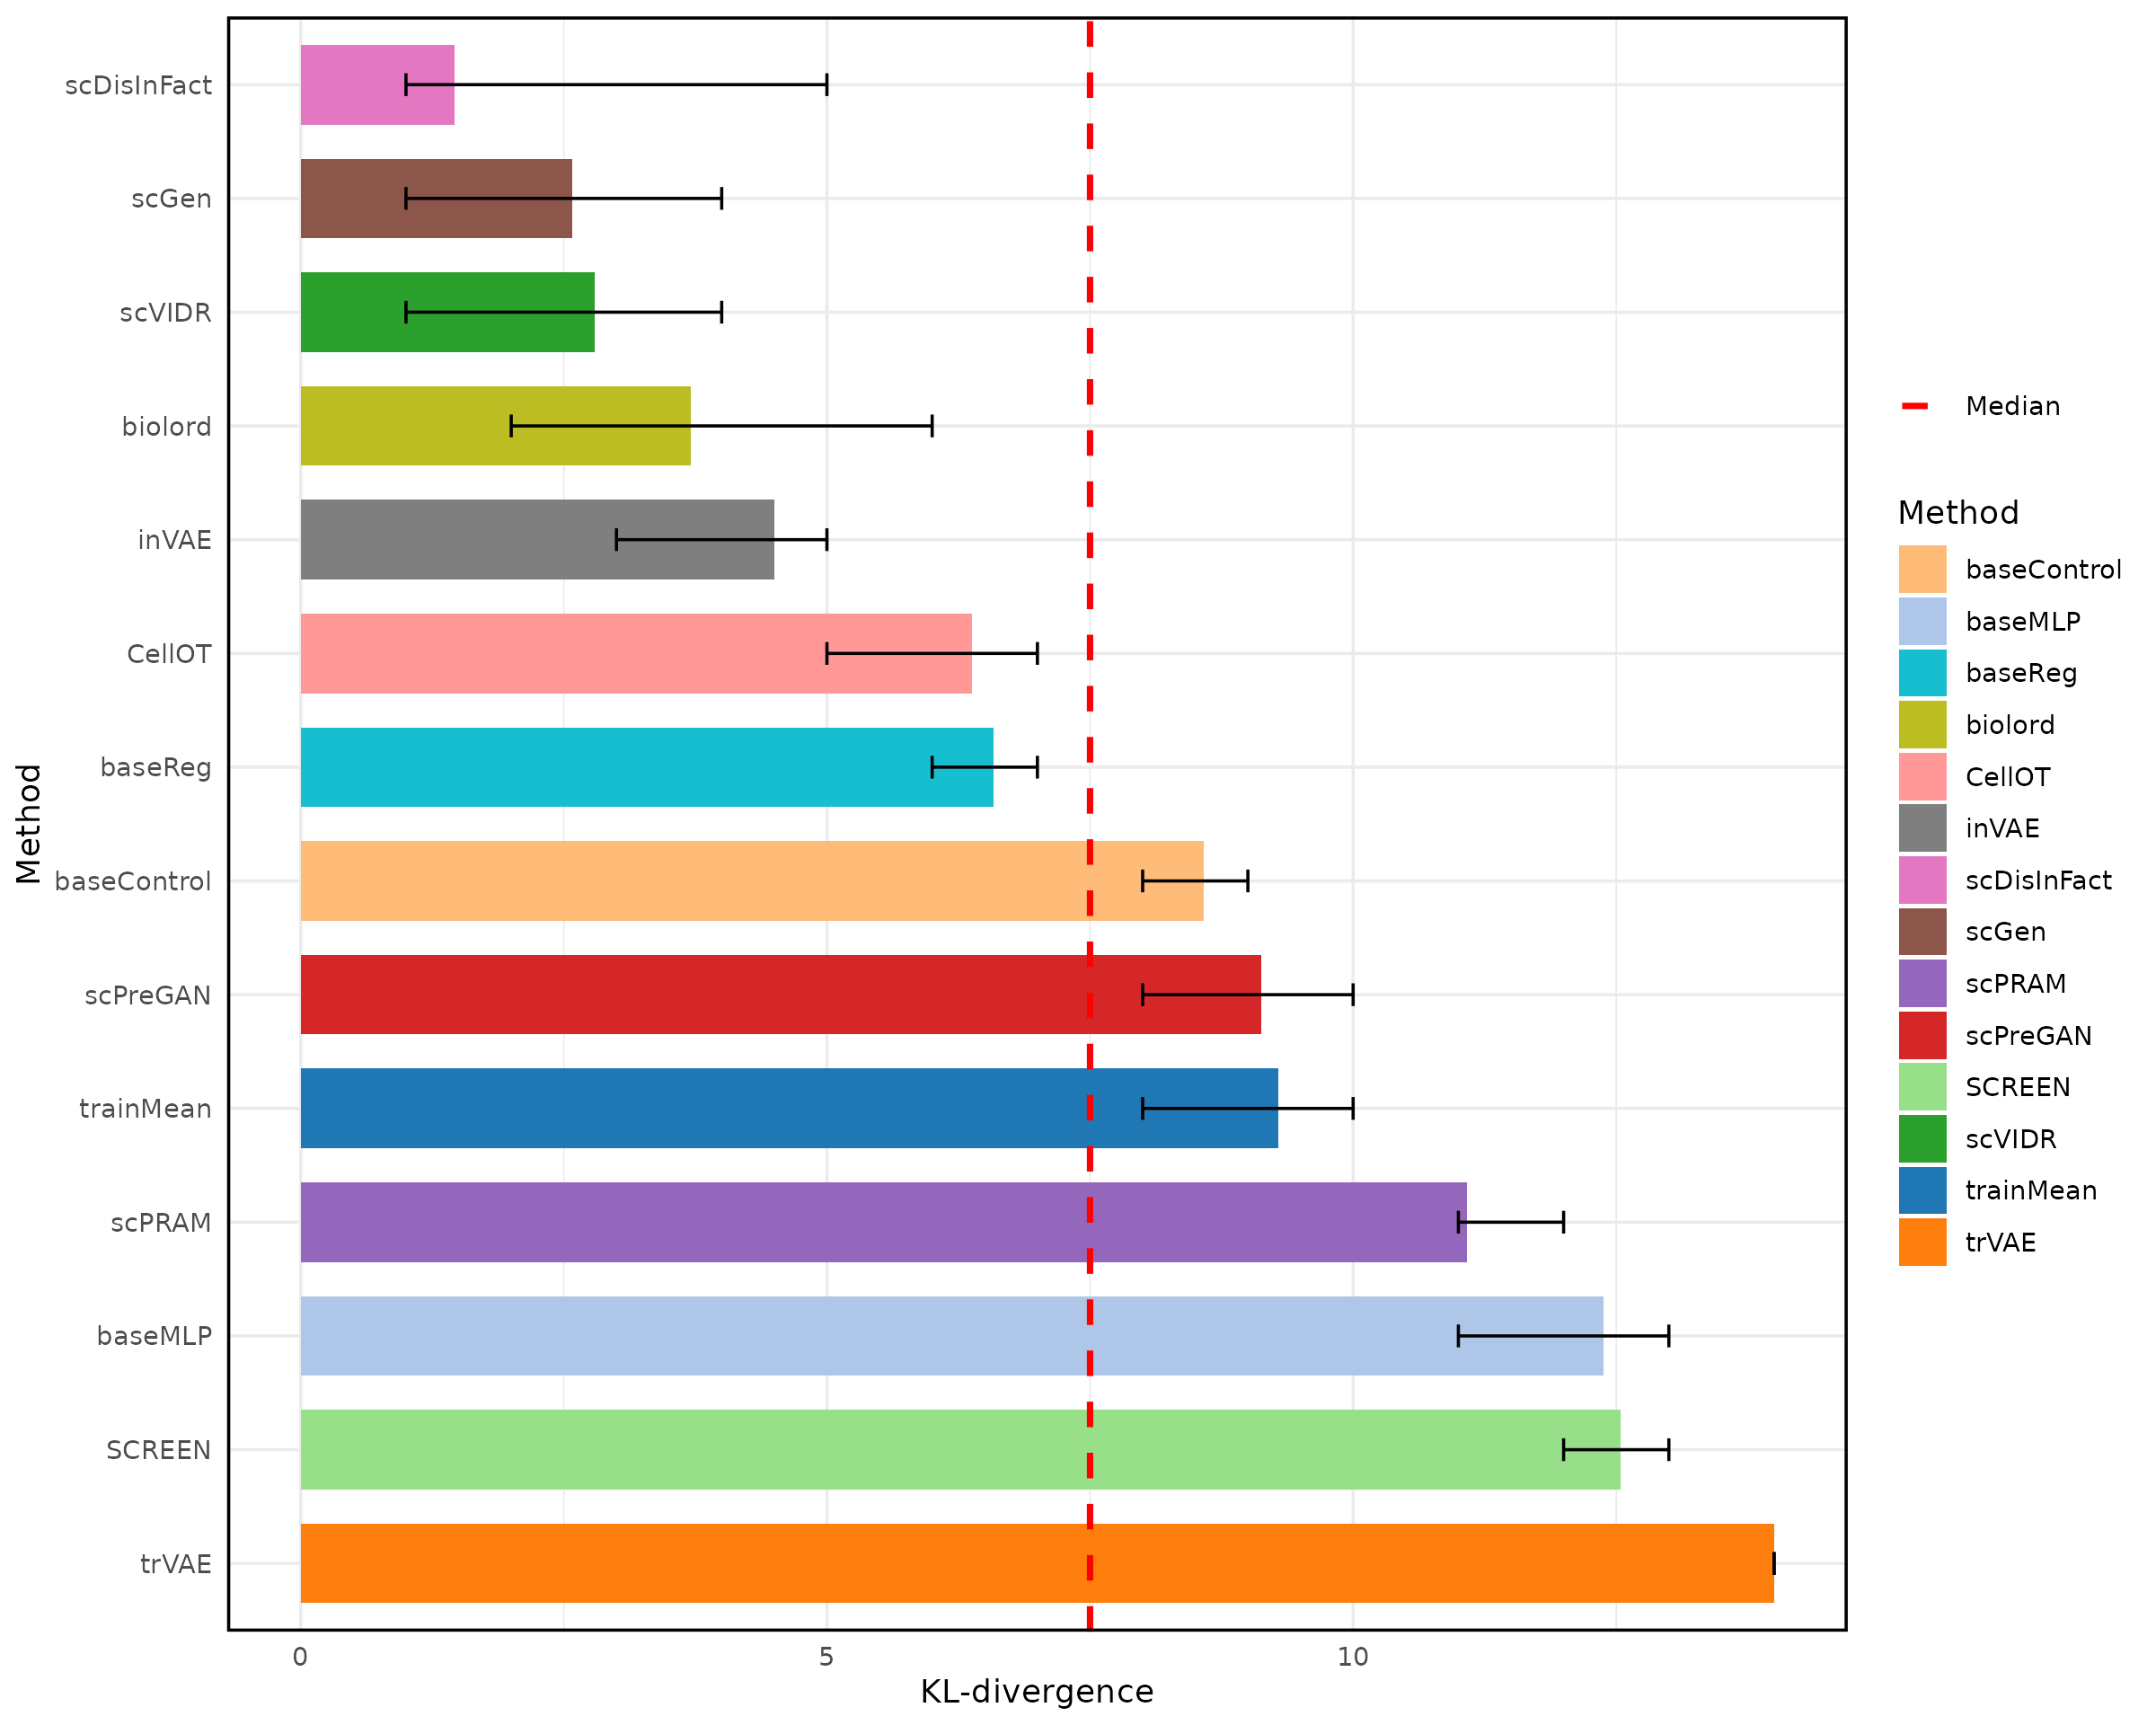 scDisInFact
scGen
scVIDR
biolord
inVAE
CellOT
baseReg
baseControl
scPreGAN
trainMean
scPRAM
baseMLP
SCREEN
trVAE
Method
0 5 10
KL-divergence
Median
Method
baseControl
baseMLP
baseReg
biolord
CellOT
inVAE
scDisInFact
scGen
scPRAM
scPreGAN
SCREEN
scVIDR
trainMean
trVAE